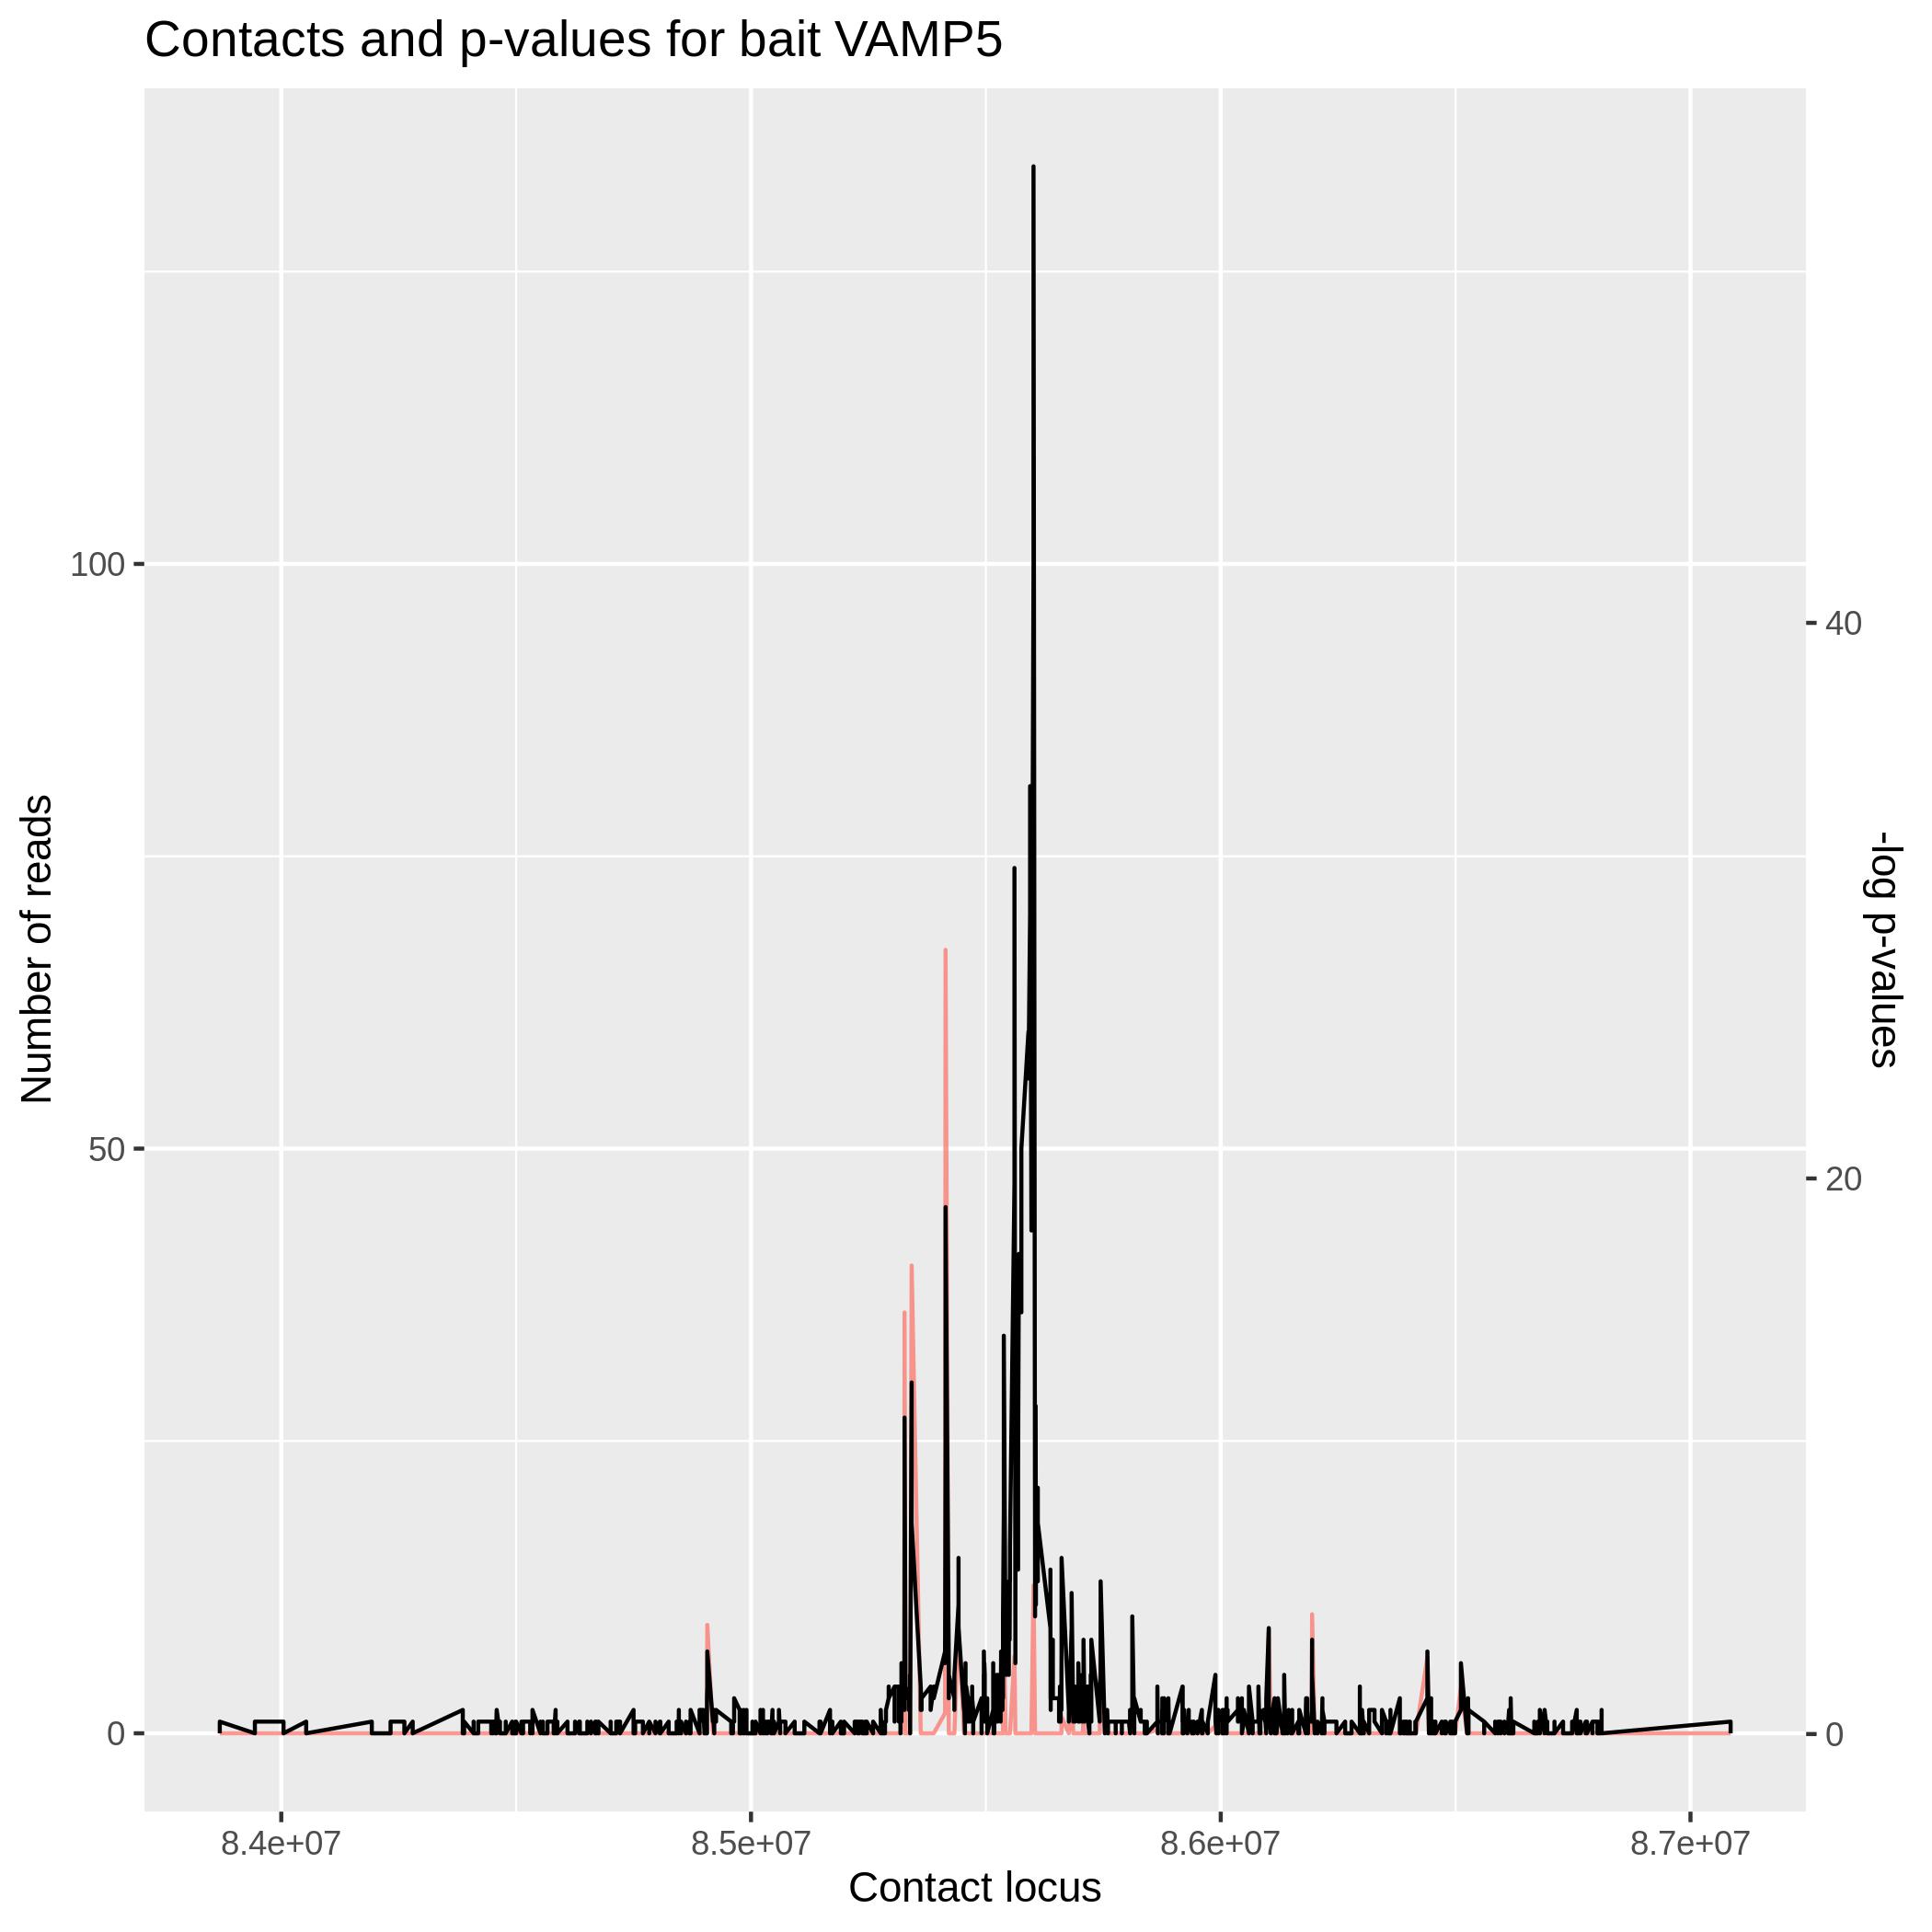 Contacts and p-values for bait VAMP5
Number of reads
100
50
0
40
20
0
-log p-values
8.4e+07 8.5e+07 8.6e+07 8.7e+07
Contact locus